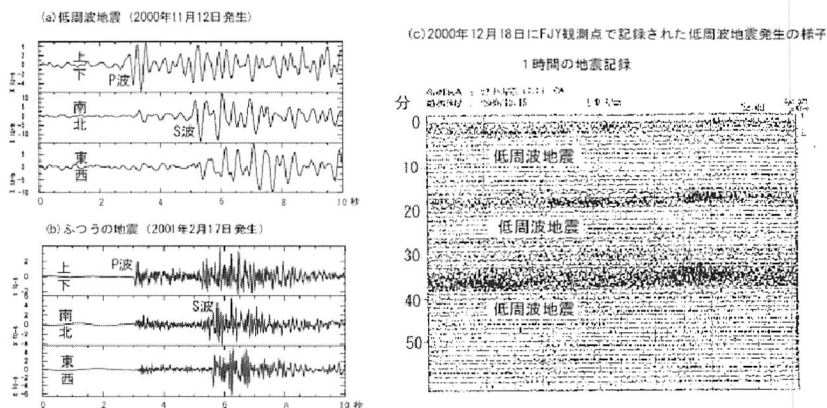 (a)低周波地震 (2000年11月12日発生)
上
下
P波
南
北
S波
東
西
0 2 4 6 8 10 秒
(b)ふつうの地震 (2001年2月17日発生)
上
下
P波
南
北
S波
東
西
0 2 4 6 8 10 秒
(c)2000年12月18日にFJY観測点で記録された低周波地震発生の様子
1時間の地震記録
分
0
低周波地震
10
20
低周波地震
30
40
低周波地震
50